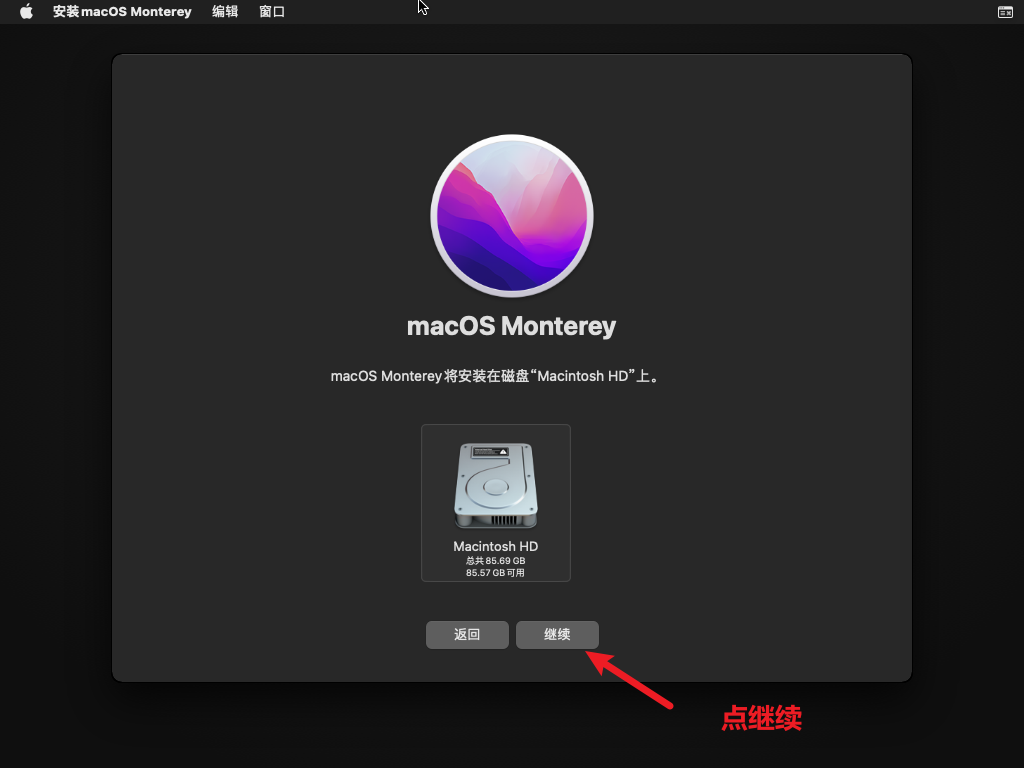 安装macOS Monterey 编辑 窗口
macOS Monterey
macOS Monterey将安装在磁盘“Macintosh HD”上。
Macintosh HD
总共 85.69 GB
85.57 GB 可用
返回 继续
点继续